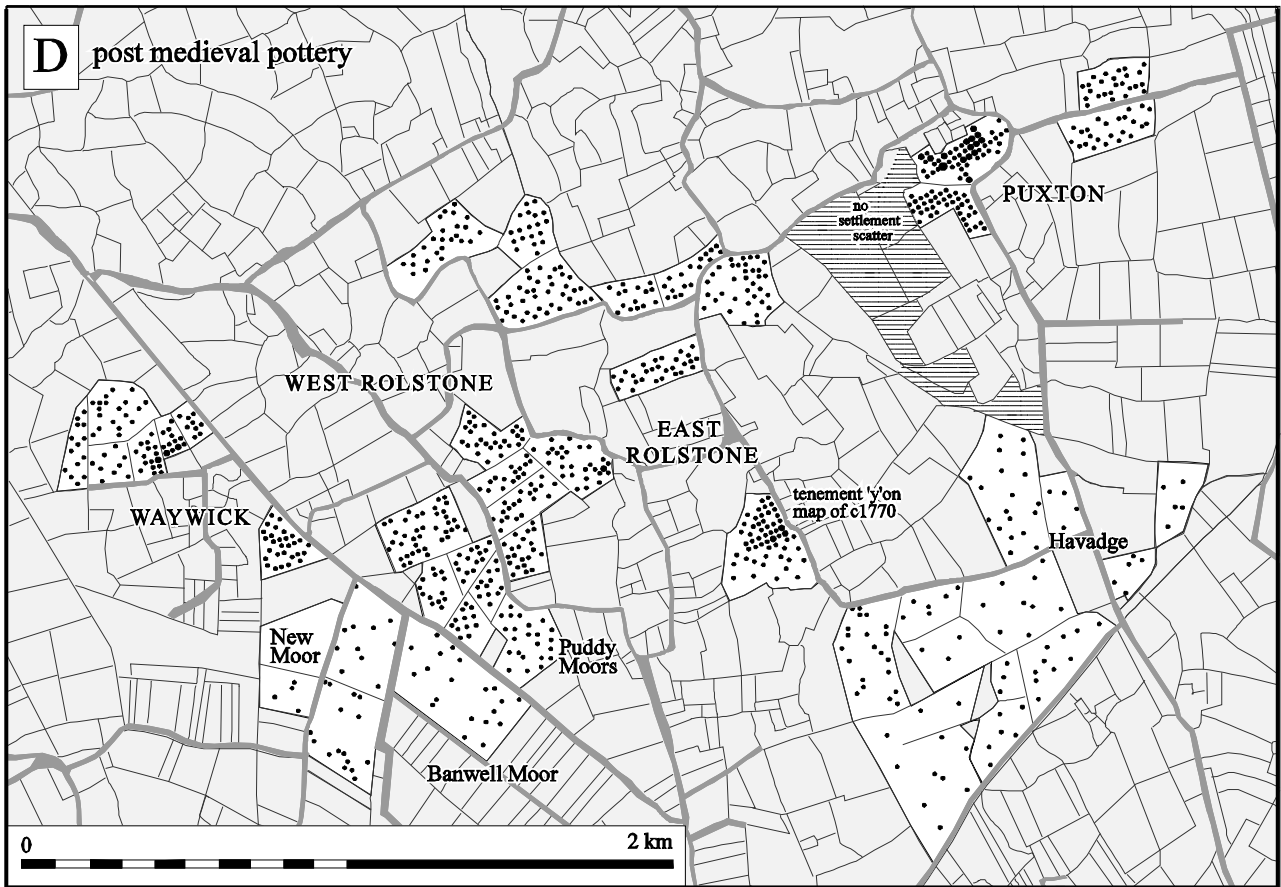 D post medieval pottery
PUXTON
no
settlement
scatter
WEST ROLSTONE
EAST
ROLSTONE
tenement 'y'on
map of c1770
WAYWICK
Havadge
New
Moor
Puddy
Moors
Banwell Moor
0 2 km